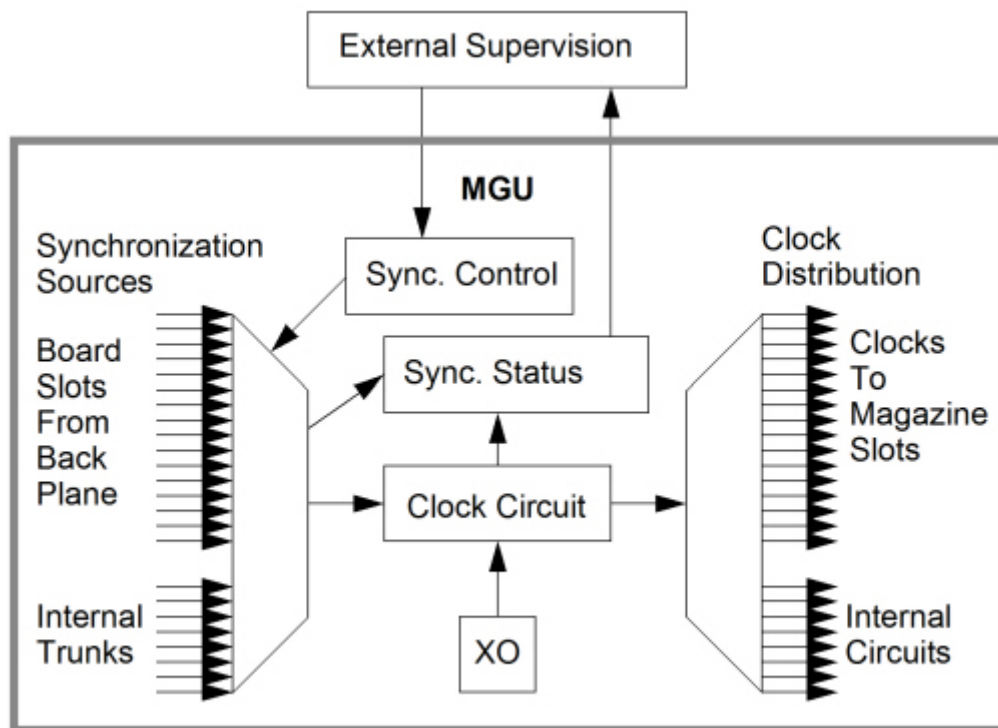 External Supervision
MGU
Synchronization
Sources
Sync. Control
Clock
Distribution
Board
Slots
From
Back
Plane
Sync. Status
Clocks
To
Magazine
Slots
Clock Circuit
Internal
Trunks
XO
Internal
Circuits